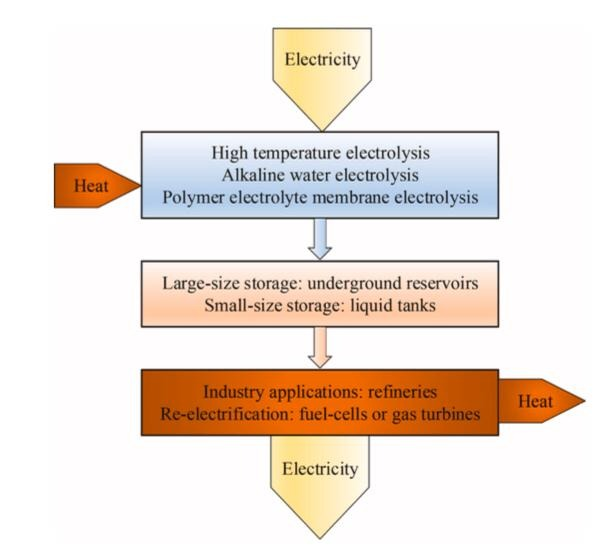 Electricity
High temperature electrolysis
Alkaline water electrolysis
Heat
Polymer electrolyte membrane electrolysis
Large-size storage: underground reservoirs
Small-size storage: liquid tanks
Industry applications: refineries
Heat
Re-electrification: fuel-cells or gas turbines
Electricity